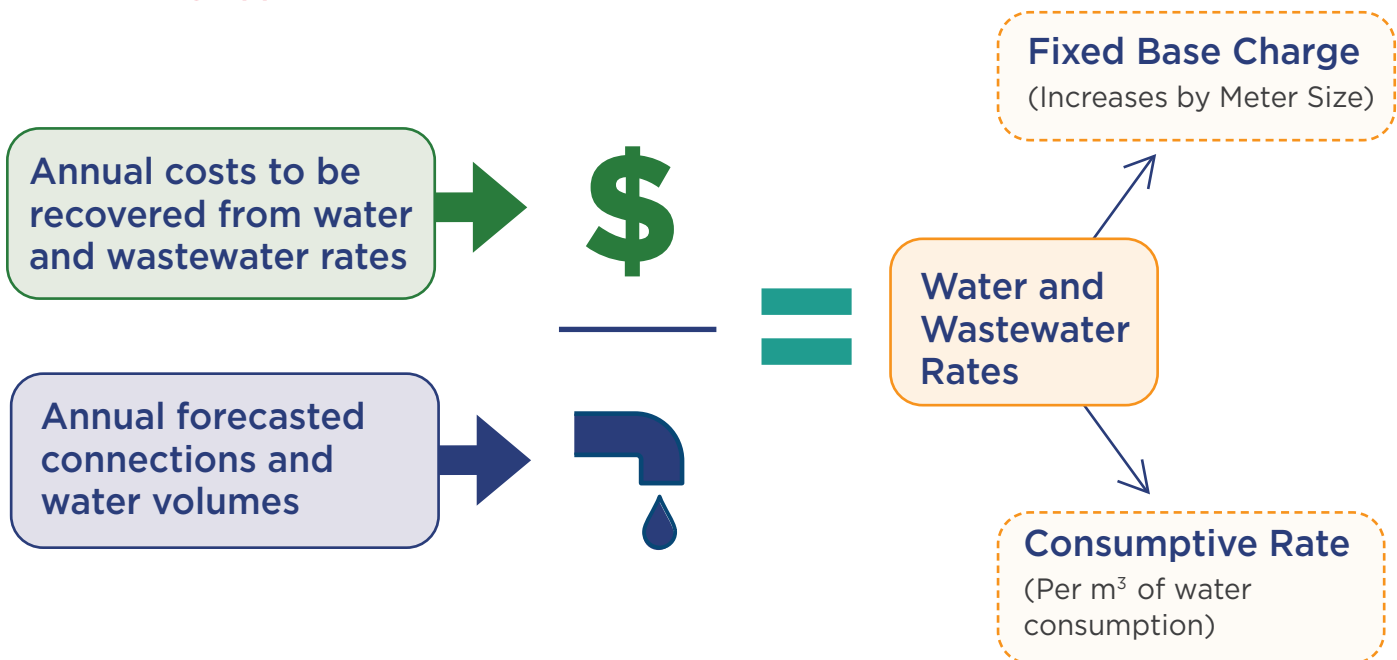 Annual costs to be
recovered from water
and wastewater rates
$
Annual forecasted
connections and
water volumes
=
Water and
Wastewater
Rates
Fixed Base Charge
(Increases by Meter Size)
Consumptive Rate
(Per m³ of water
consumption)